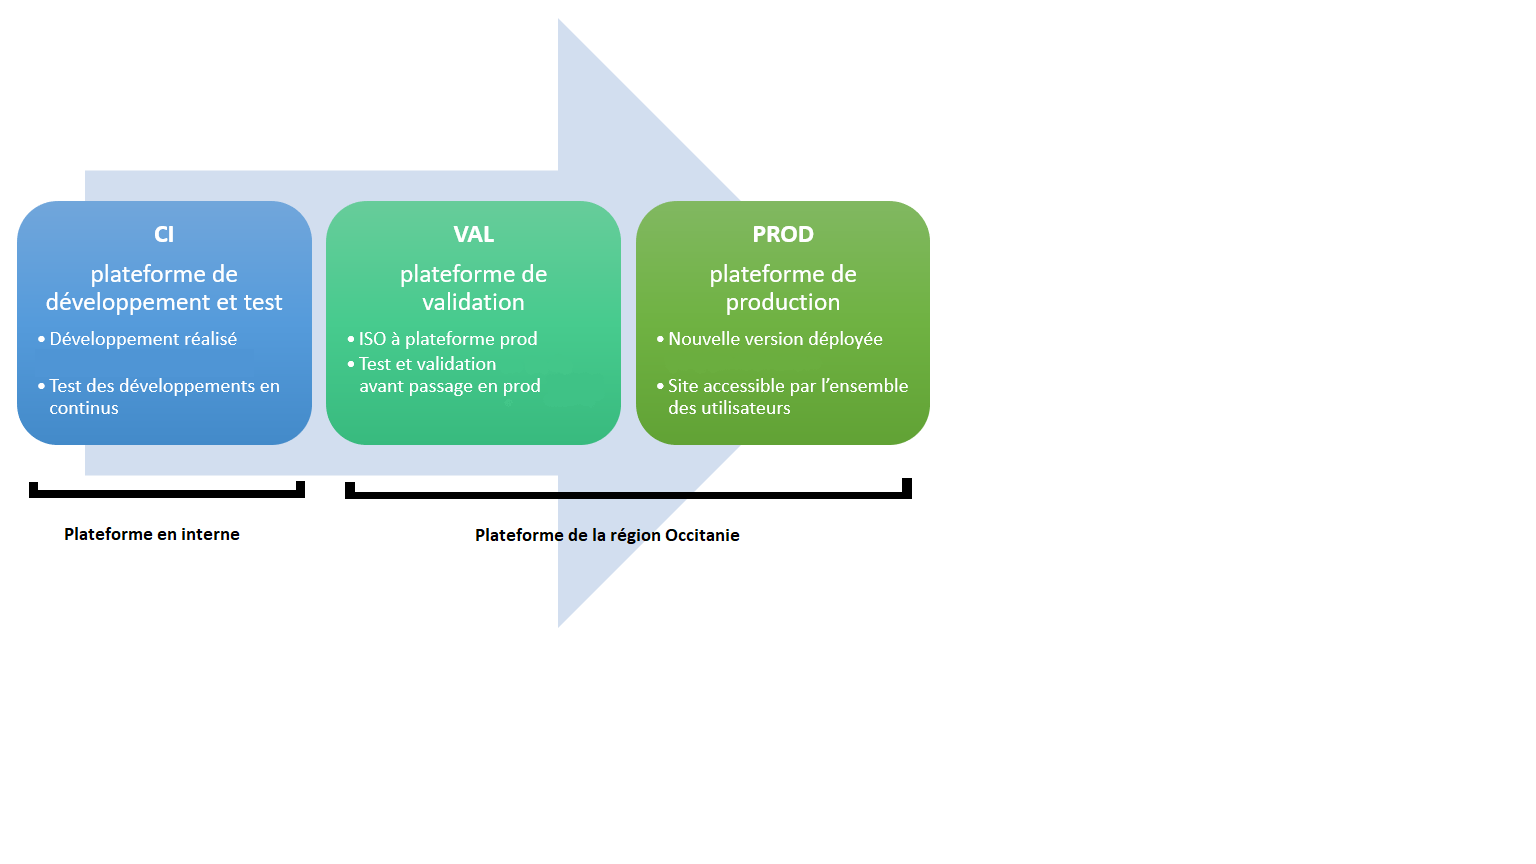 CI
plateforme de
développement et test
• Développement réalisé
• Test des développements en
continus
VAL
plateforme de
validation
• ISO à plateforme prod
• Test et validation
avant passage en prod
PROD
plateforme de
production
• Nouvelle version déployée
• Site accessible par l’ensemble
des utilisateurs
Plateforme en interne
Plateforme de la région Occitanie